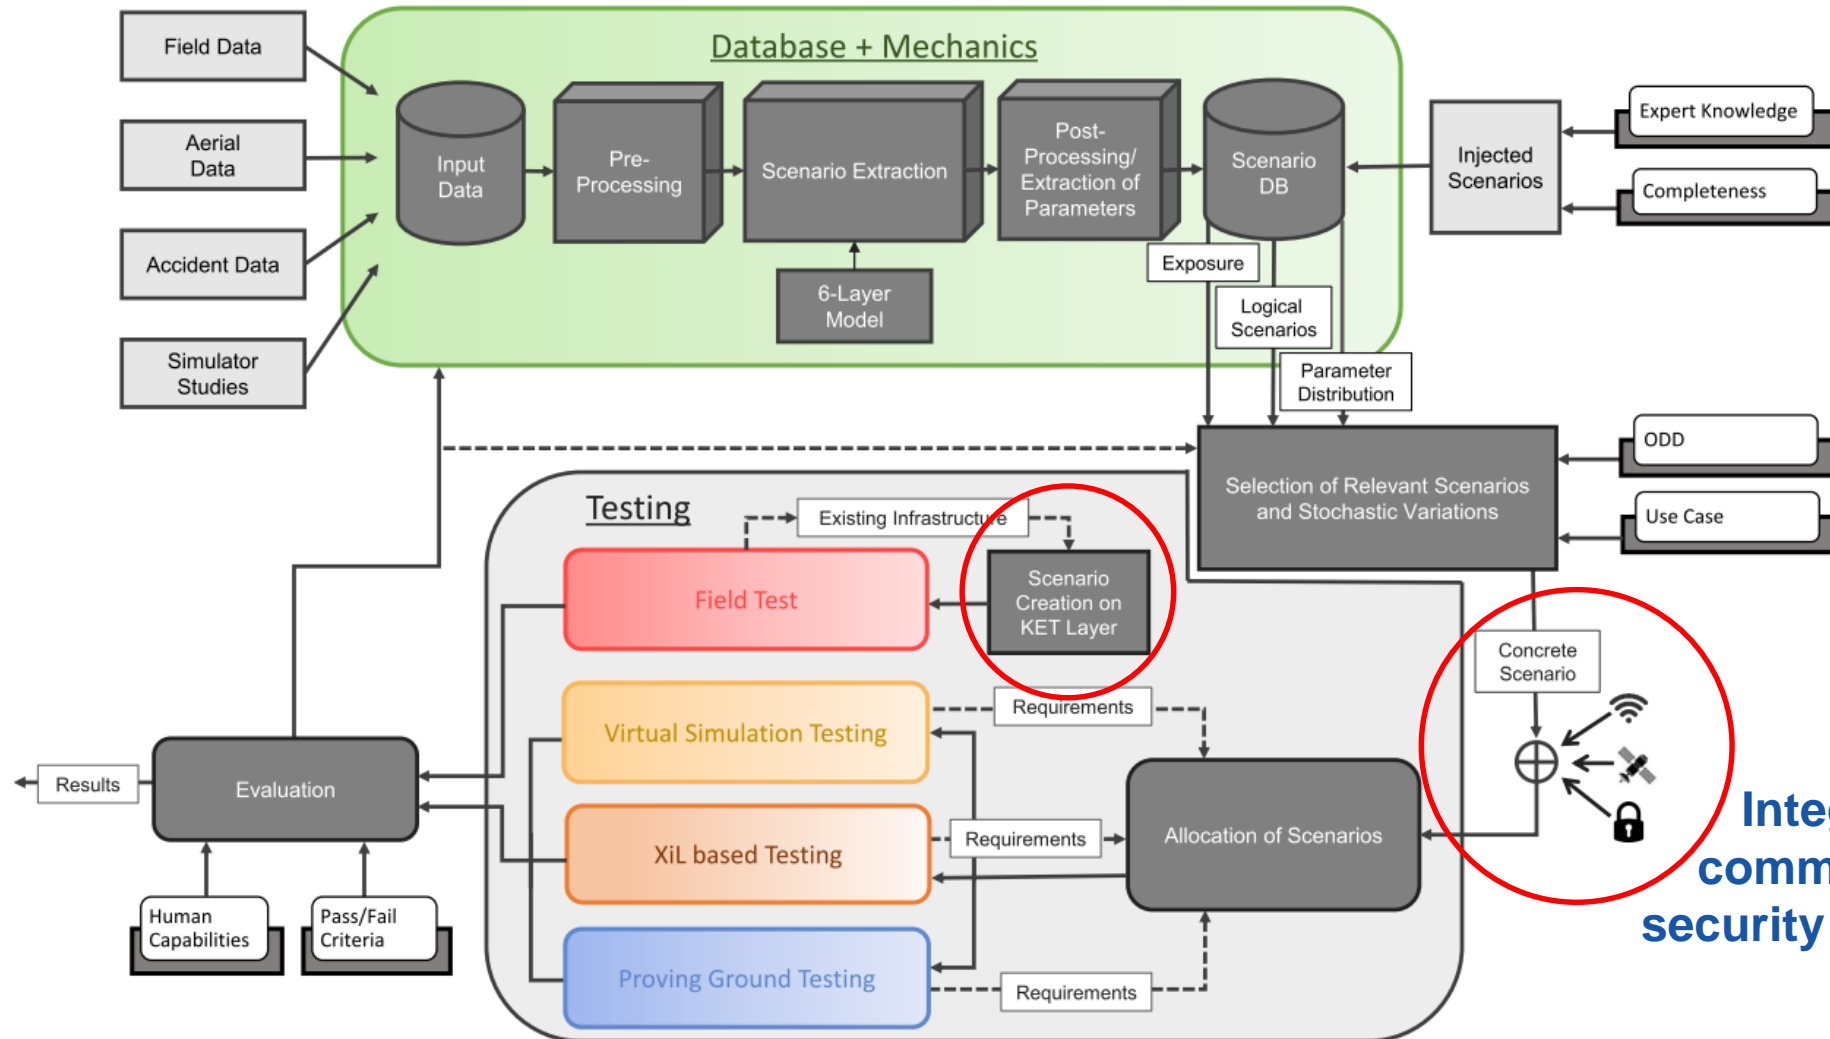 Database + Mechanics
Field Data
Aerial
Data
Accident Data
Simulator
Studies
Input
Data
Pre-
Processing
Scenario Extraction
6-Layer
Model
Post-
Processing/
Extraction of
Parameters
Scenario
DB
Injected
Scenarios
Expert Knowledge
Completeness
Exposure
Logical
Scenarios
Parameter
Distribution
Selection of Relevant Scenarios
and Stochastic Variations
ODD
Use Case
Testing
Existing Infrastructure
Field Test
Scenario
Creation on
KET Layer
Concrete
Scenario
Virtual Simulation Testing
Requirements
XiL based Testing
Requirements
Allocation of Scenarios
Proving Ground Testing
Requirements
Results
Evaluation
Human
Capabilities
Pass/Fail
Criteria
security